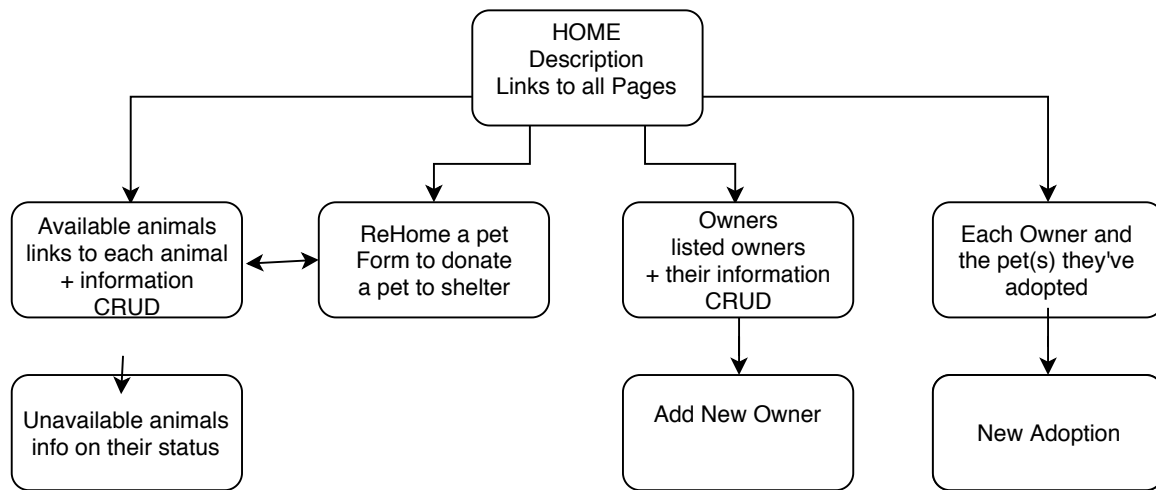 HOME
Description
Links to all Pages
Available animals
links to each animal
+ information
CRUD
ReHome a pet
Form to donate
a pet to shelter
Owners
listed owners
+ their information
CRUD
Each Owner and
the pet(s) they've
adopted
Unavailable animals
info on their status
Add New Owner
New Adoption